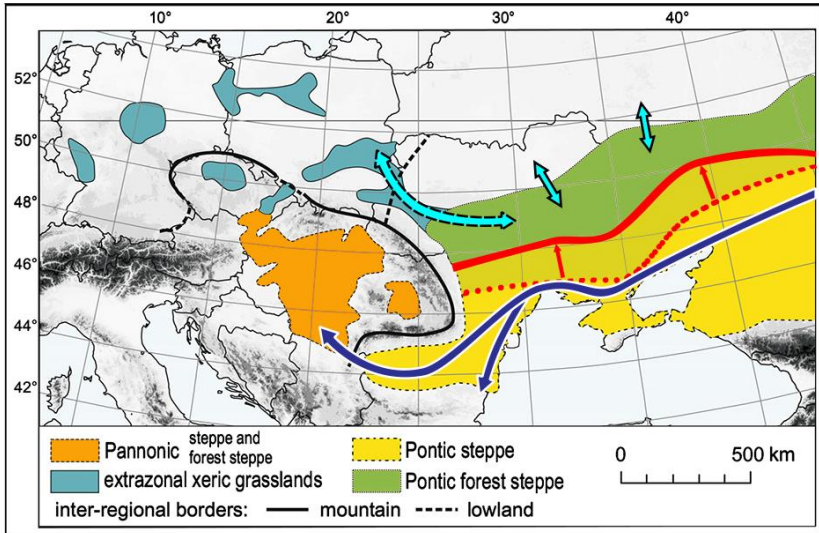 10° 20° 30° 40°
52°
50°
48°
46°
44°
42°
Pannonic steppe and forest steppe
Pontic steppe
0 500 km
extrazonal xeric grasslands
Pontic forest steppe
inter-regional borders: mountain lowland